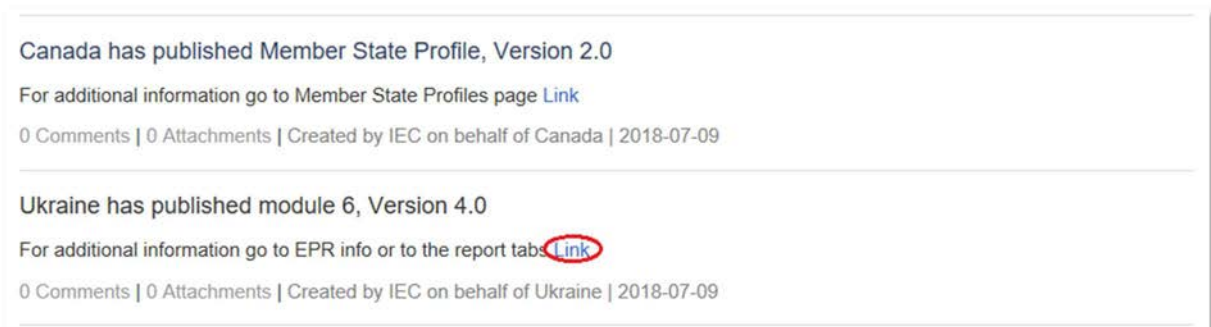 Canada has published Member State Profile, Version 2.0
For additional information go to Member State Profiles page Link
0 Comments | 0 Attachments | Created by IEC on behalf of Canada | 2018-07-09
Ukraine has published module 6, Version 4.0
For additional information go to EPR info or to the report tabs Link
0 Comments | 0 Attachments | Created by IEC on behalf of Ukraine | 2018-07-09